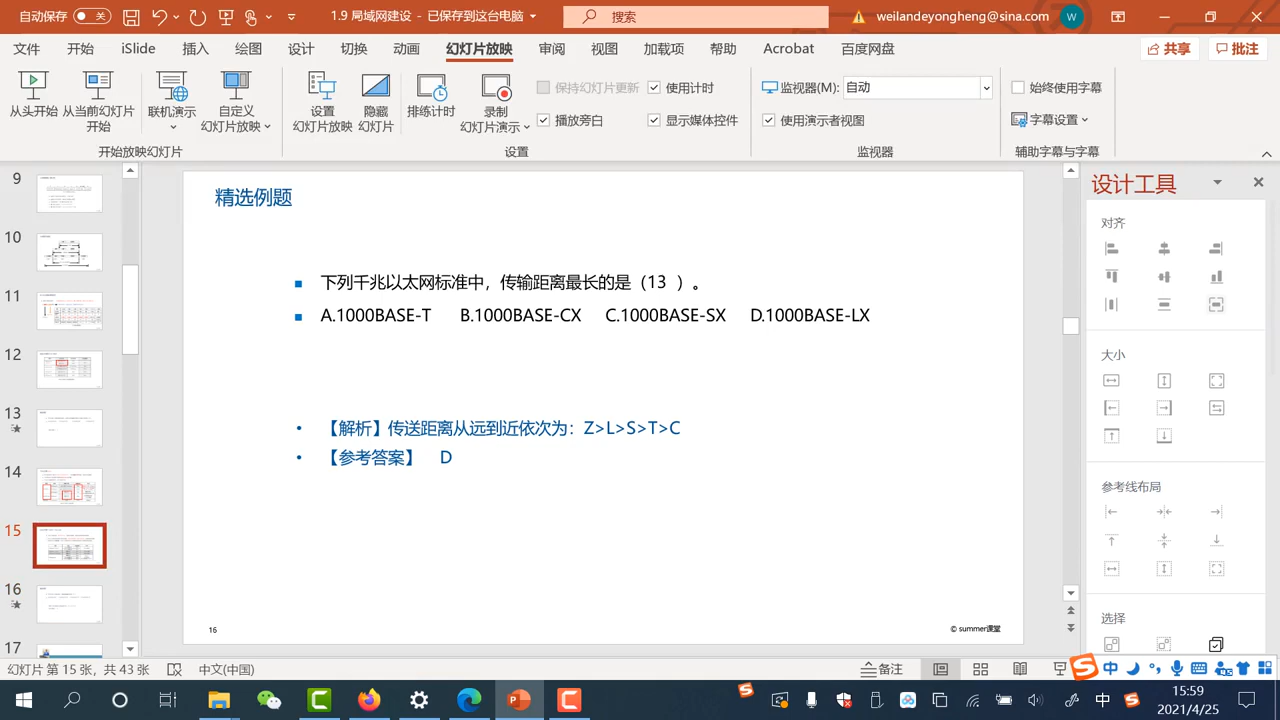 自动保存 关 1.9 局域网建设 - 已保存到这台电脑 搜索 weilandeyongheng@sina.com W
文件 开始 iSlide 插入 绘图 设计 切换 动画 幻灯片放映 审阅 视图 加载项 帮助 Acrobat 百度网盘 共享 批注
从头开始 从当前幻灯片开始 联机演示 自定义幻灯片放映 设置幻灯片放映 隐藏幻灯片 排练计时 录制幻灯片演示
保持幻灯片更新 使用计时 监视器(M): 自动 始终使用字幕
播放旁白 显示媒体控件 使用演示者视图 字幕设置
开始放映幻灯片 设置 监视器 辅助字幕与字幕
9
10
11
12
13
14
15
16
17
精选例题
下列千兆以太网标准中，传输距离最长的是（13 ）。
A.1000BASE-T B.1000BASE-CX C.1000BASE-SX D.1000BASE-LX
【解析】传送距离从远到近依次为：Z>L>S>T>C
【参考答案】 D
16
© summer课堂
设计工具
对齐
大小
参考线布局
选择
幻灯片 第 15 张，共 43 张 中文(中国) 备注
中
中
15:59
2021/4/25